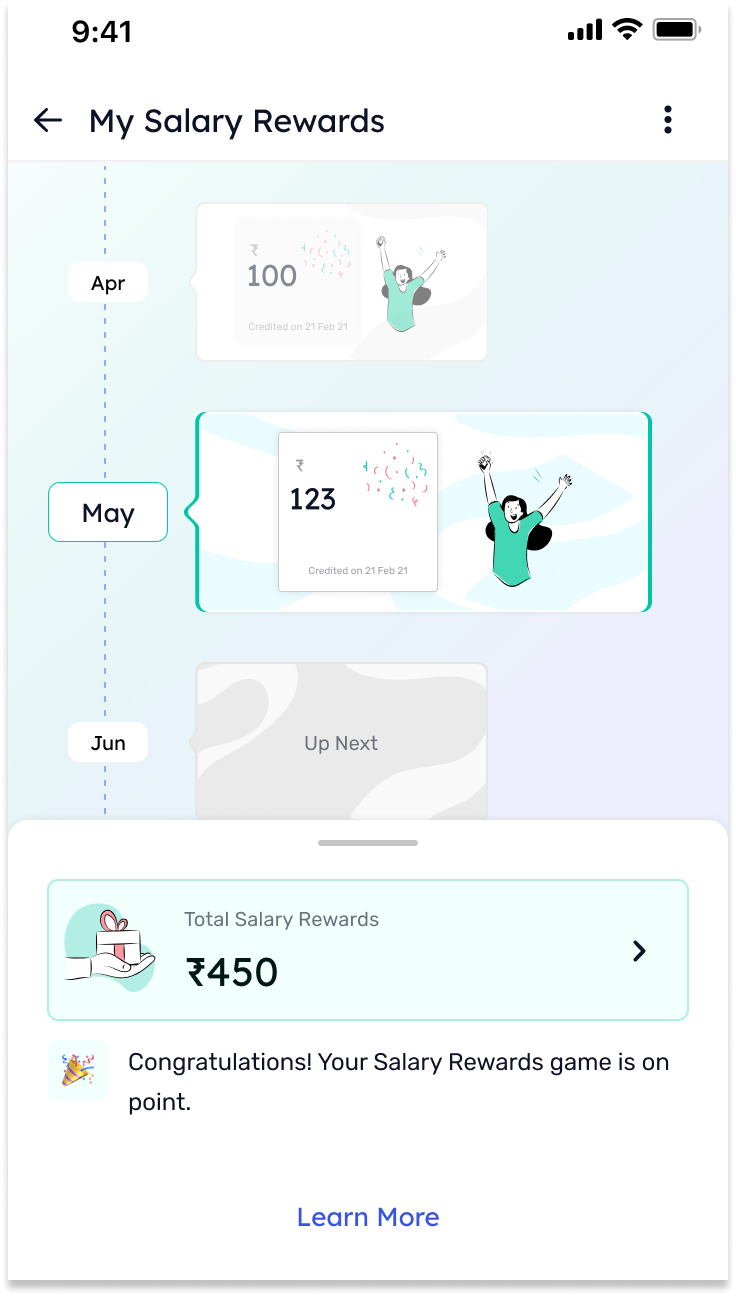 9:41
My Salary Rewards
Apr
₹
100
Credited on 21 Feb 21
May
₹
123
Credited on 21 Feb 21
Jun
Up Next
Total Salary Rewards
₹450
Congratulations! Your Salary Rewards game is on
point.
Learn More